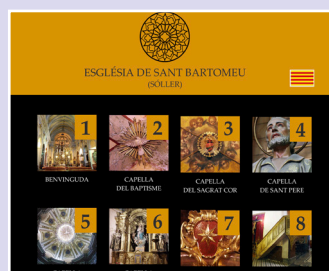 ESGLÉSIA DE SANT BARTOMEU
(SÓLLER)
1
2
3
4
BENVINGUDA
CAPELLA
DEL BAPTISME
CAPELLA
DEL SAGRAT COR
CAPELLA
DE SANT PERE
5
6
7
8